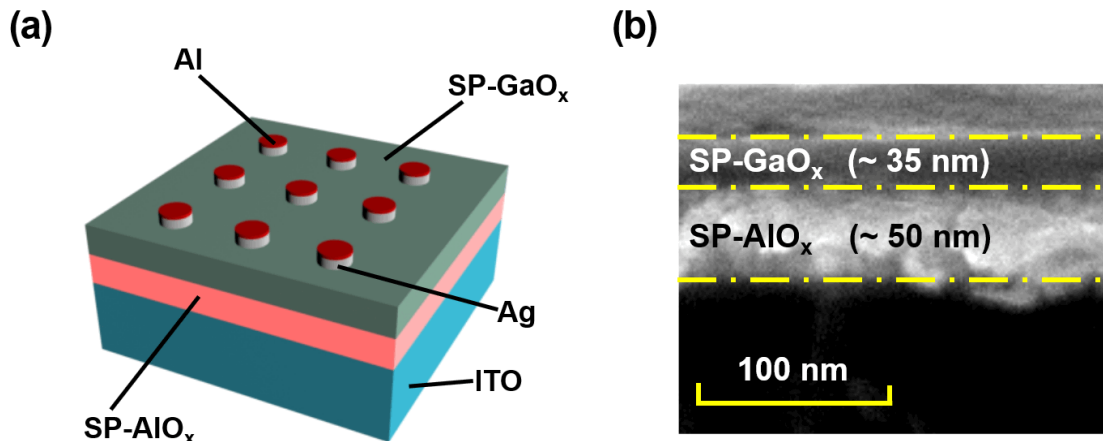 (a)
Al
SP-GaOₓ
Ag
ITO
SP-AlOₓ
(b)
SP-GaOₓ (~ 35 nm)
SP-AlOₓ (~ 50 nm)
100 nm